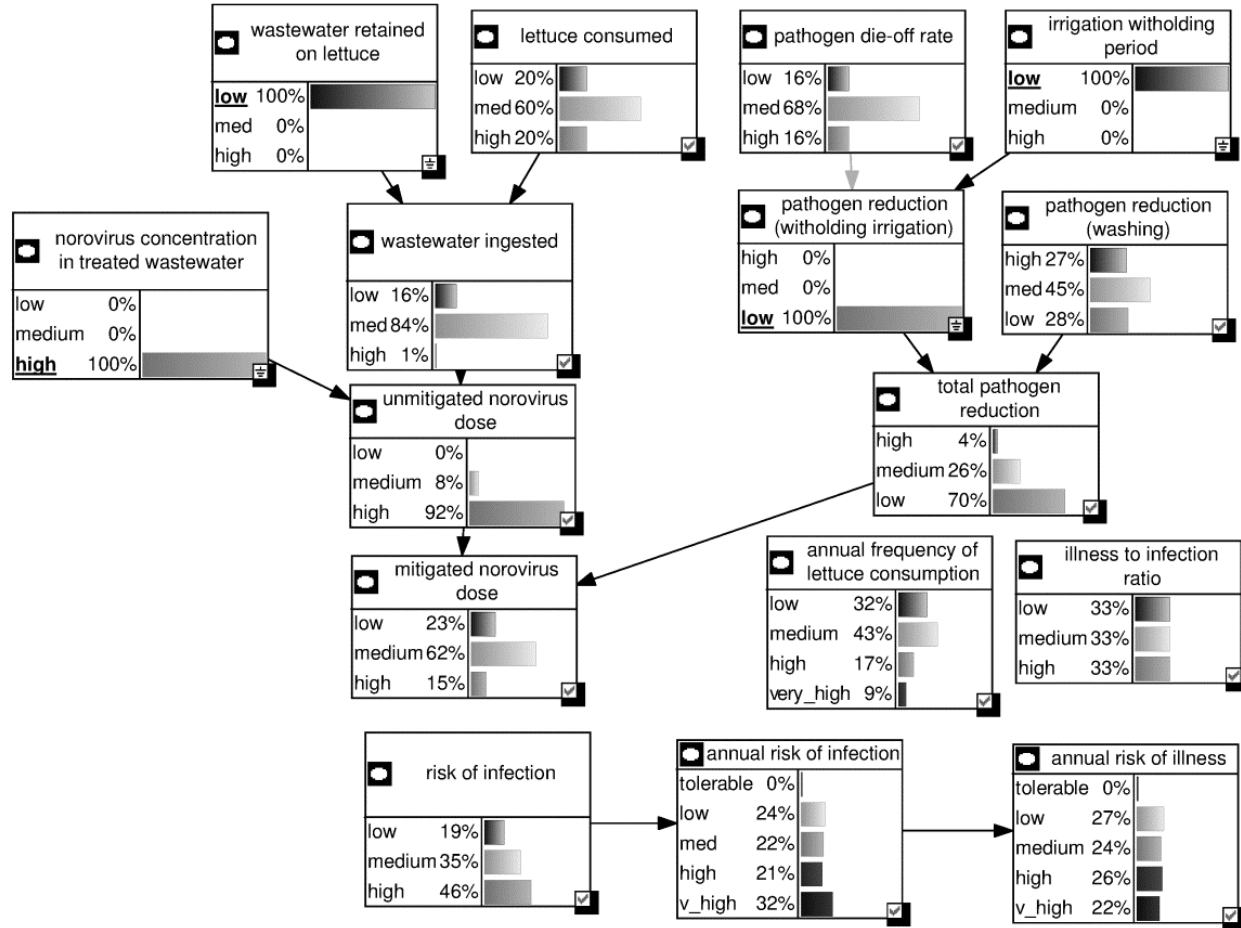 wastewater retained
on lettuce
low 100%
med 0%
high 0%
lettuce consumed
low 20%
med 60%
high 20%
pathogen die-off rate
low 16%
med 68%
high 16%
irrigation witholding
period
low 100%
medium 0%
high 0%
norovirus concentration
in treated wastewater
low 0%
medium 0%
high 100%
wastewater ingested
low 16%
med 84%
high 1%
pathogen reduction
(witholding irrigation)
high 0%
med 0%
low 100%
pathogen reduction
(washing)
high 27%
med 45%
low 28%
unmitigated norovirus
dose
low 0%
medium 8%
high 92%
total pathogen
reduction
high 4%
medium 26%
low 70%
mitigated norovirus
dose
low 23%
medium 62%
high 15%
annual frequency of
lettuce consumption
low 32%
medium 43%
high 17%
very_high 9%
illness to infection
ratio
low 33%
medium 33%
high 33%
risk of infection
low 19%
medium 35%
high 46%
annual risk of infection
tolerable 0%
low 24%
med 22%
high 21%
v_high 32%
annual risk of illness
tolerable 0%
low 27%
medium 24%
high 26%
v_high 22%